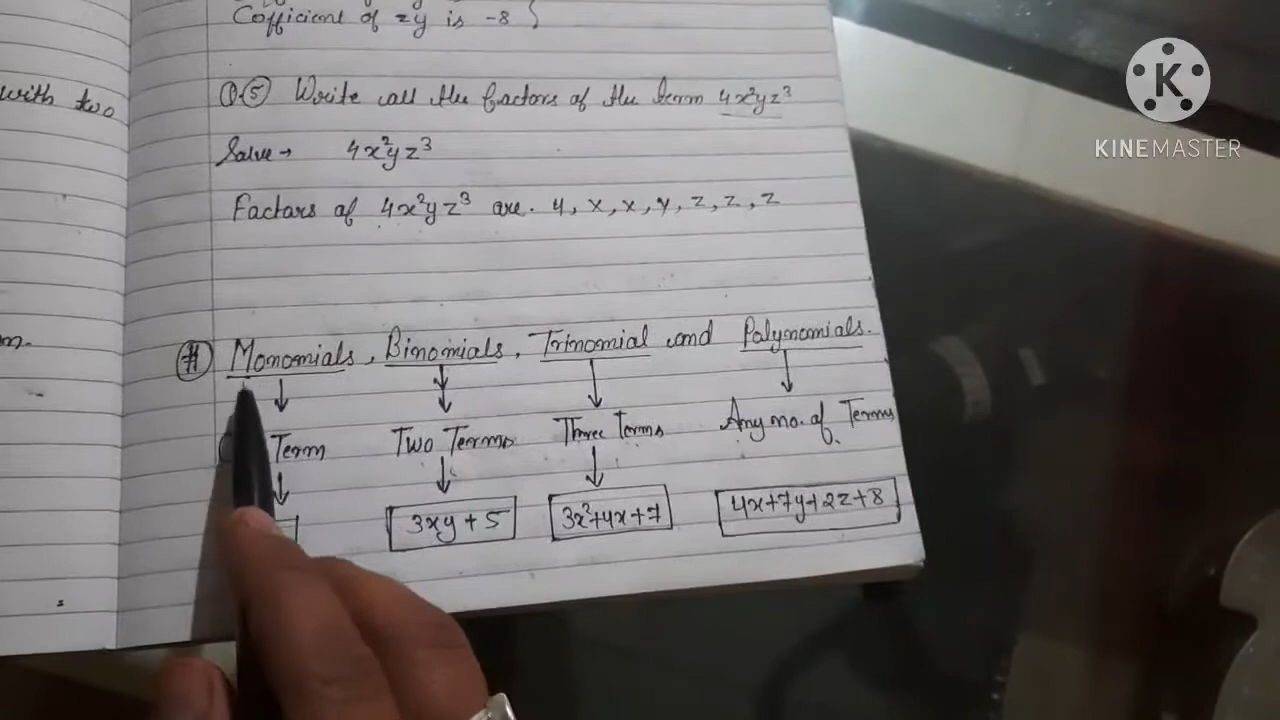 Cofficient of zy is -8 }
with two
Q.5 Write all the factors of the term 4x²yz³
Solve → 4x²yz³
Factors of 4x²yz³ are. 4, x, x, y, z, z, z
# Monomials, Binomials, Trinomial and Polynomials.
Term Two Terms Three Terms Any no. of Terms
3xy + 5 3x²+4x+7 4x+7y+2z+8
K
KINEMASTER